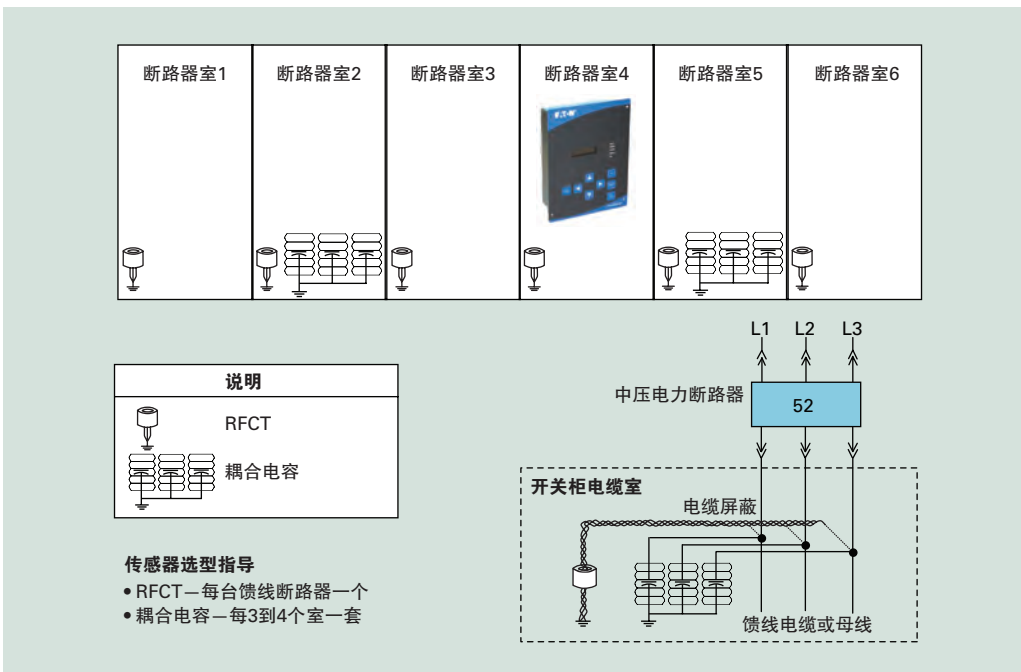 断路器室1
断路器室2
断路器室3
断路器室4
断路器室5
断路器室6
E·T·N
L1
L2
L3
中压电力断路器
52
说明
RFCT
耦合电容
开关柜电缆室
电缆屏蔽
馈线电缆或母线
传感器选型指导
• RFCT—每台馈线断路器一个
• 耦合电容—每3到4个室一套